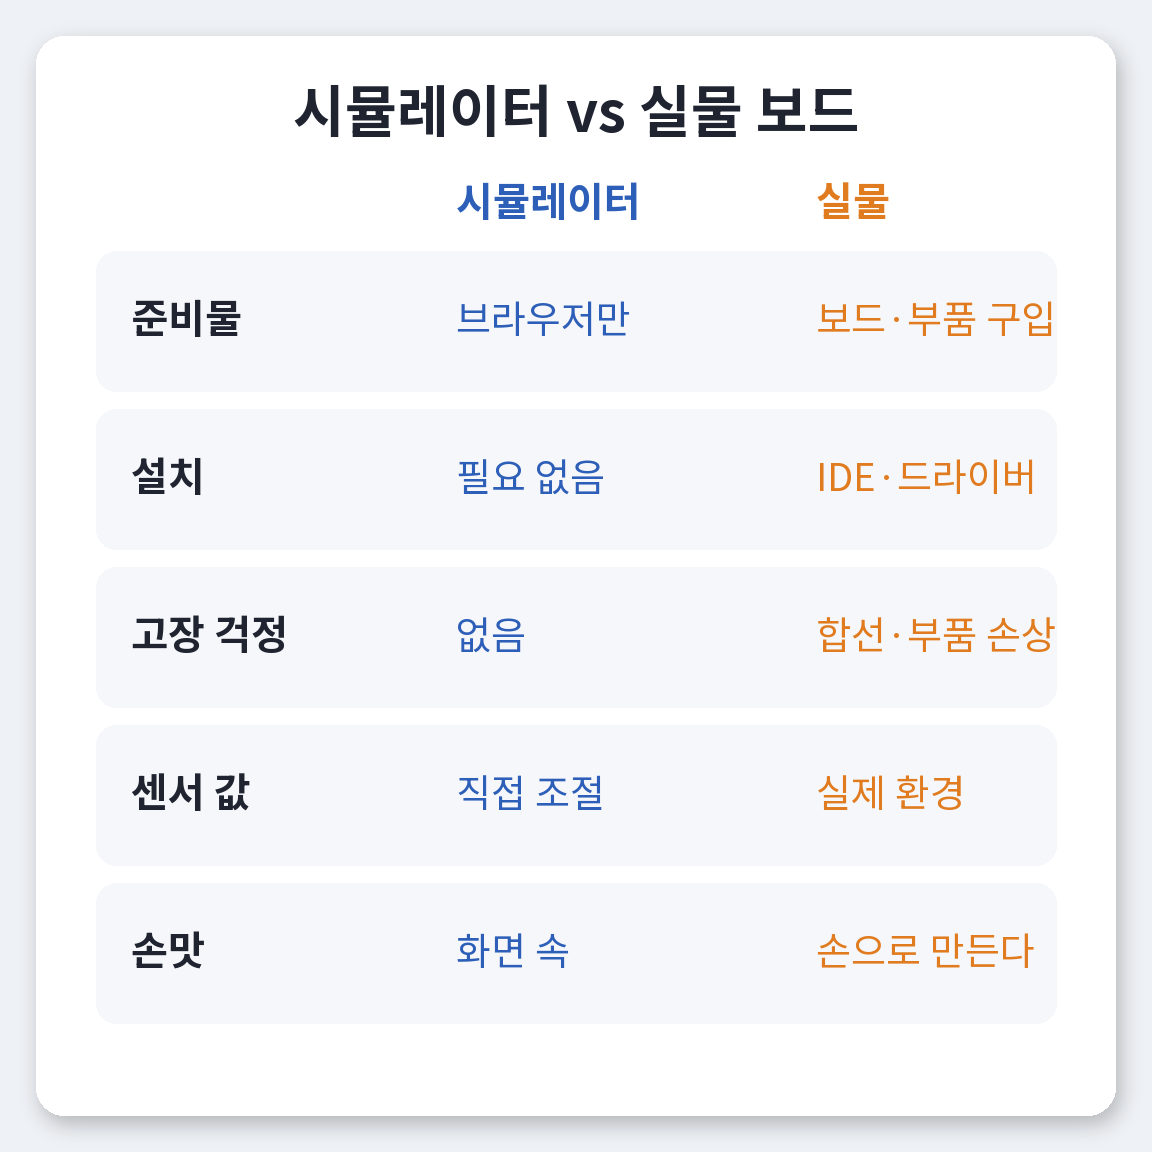 시뮬레이터 vs 실물 보드
시뮬레이터 실물
준비물 브라우저만 보드·부품 구입
설치 필요 없음 IDE·드라이버
고장 걱정 없음 합선·부품 손상
센서 값 직접 조절 실제 환경
손맛 화면 속 손으로 만든다